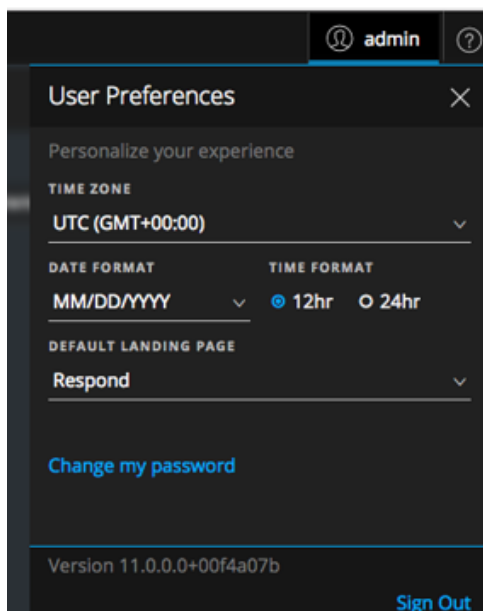 admin
User Preferences
Personalize your experience
TIME ZONE
UTC (GMT+00:00)
DATE FORMAT TIME FORMAT
MM/DD/YYYY 12hr 24hr
DEFAULT LANDING PAGE
Respond
Change my password
Version 11.0.0.0+00f4a07b
Sign Out